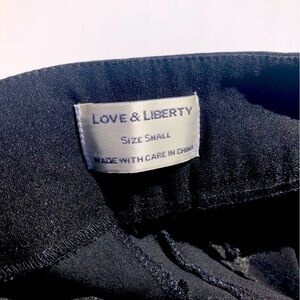 LOVE & LIBERTY
SIZE SMALL
MADE WITH CARE IN CHINA